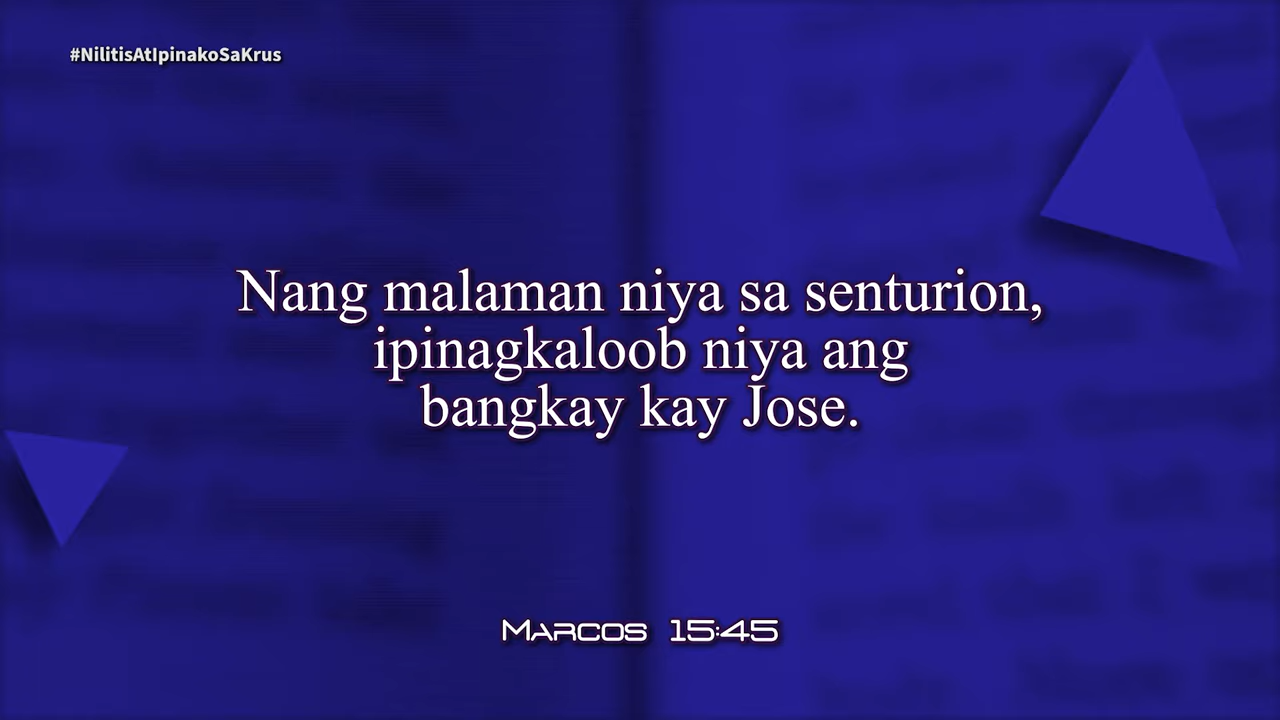 #NilitisAtIpinakoSaKrus
Nang malaman niya sa senturion,
ipinagkaloob niya ang
bangkay kay Jose.
Marcos 15:45